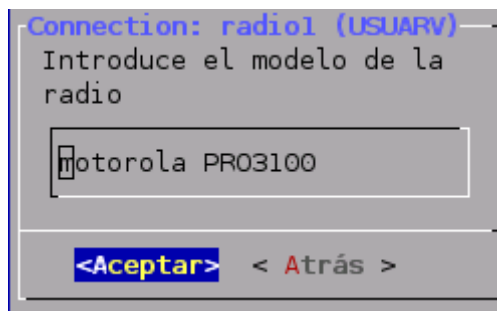 Connection: radio1 (USUARV)
Introduce el modelo de la
radio
motorola PRO3100
<Aceptar> < Atrás >